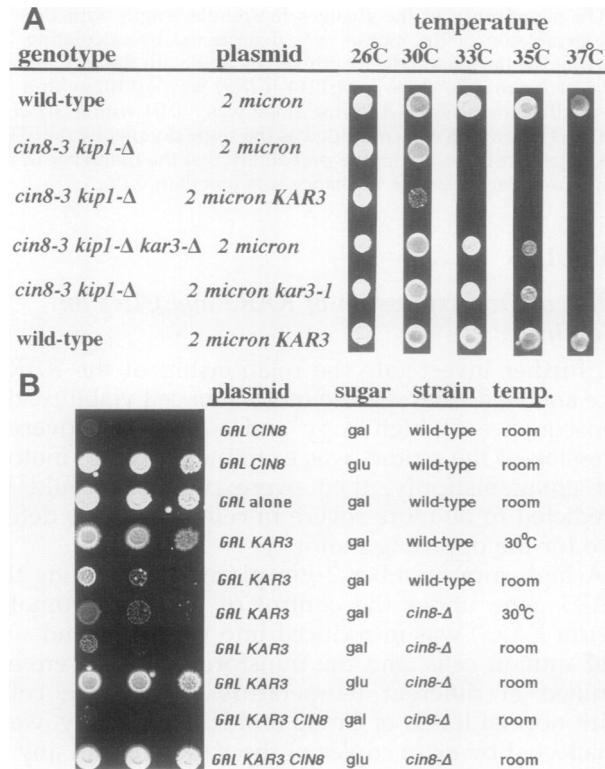 A
temperature
genotype plasmid 26°C 30°C 33°C 35°C 37°C
wild-type 2 micron
cin8-3 kip1-Δ 2 micron
cin8-3 kip1-Δ 2 micron KAR3
cin8-3 kip1-Δ kar3-Δ 2 micron
cin8-3 kip1-Δ 2 micron kar3-1
wild-type 2 micron KAR3
B
plasmid sugar strain temp.
GAL CIN8 gal wild-type room
GAL CIN8 glu wild-type room
GAL alone gal wild-type room
GAL KAR3 gal wild-type 30°C
GAL KAR3 gal wild-type room
GAL KAR3 gal cin8-Δ 30°C
GAL KAR3 gal cin8-Δ room
GAL KAR3 glu cin8-Δ room
GAL KAR3 CIN8 gal cin8-Δ room
GAL KAR3 CIN8 glu cin8-Δ room